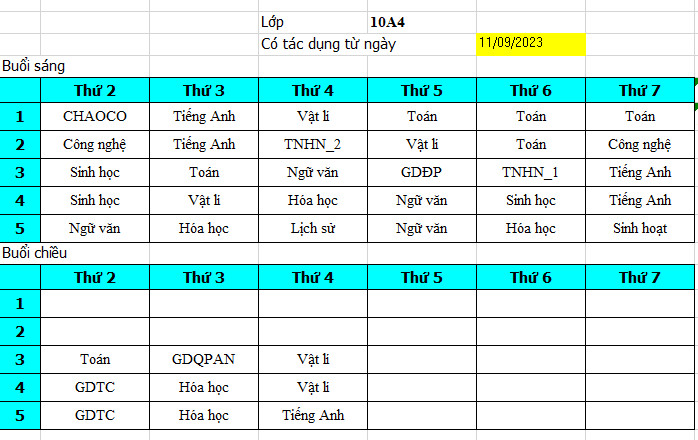 Lớp 10A4
Có tác dụng từ ngày 11/09/2023
Buổi sáng
Thứ 2 Thứ 3 Thứ 4 Thứ 5 Thứ 6 Thứ 7
1 CHAOCO Tiếng Anh Vật lí Toán Toán Toán
2 Công nghệ Tiếng Anh TNHN_2 Vật lí Toán Công nghệ
3 Sinh học Toán Ngữ văn GDĐP TNHN_1 Tiếng Anh
4 Sinh học Vật lí Hóa học Ngữ văn Sinh học Tiếng Anh
5 Ngữ văn Hóa học Lịch sử Ngữ văn Hóa học Sinh hoạt
Buổi chiều
Thứ 2 Thứ 3 Thứ 4 Thứ 5 Thứ 6 Thứ 7
1
2
3 Toán GDQPAN Vật lí
4 GDTC Hóa học Vật lí
5 GDTC Hóa học Tiếng Anh